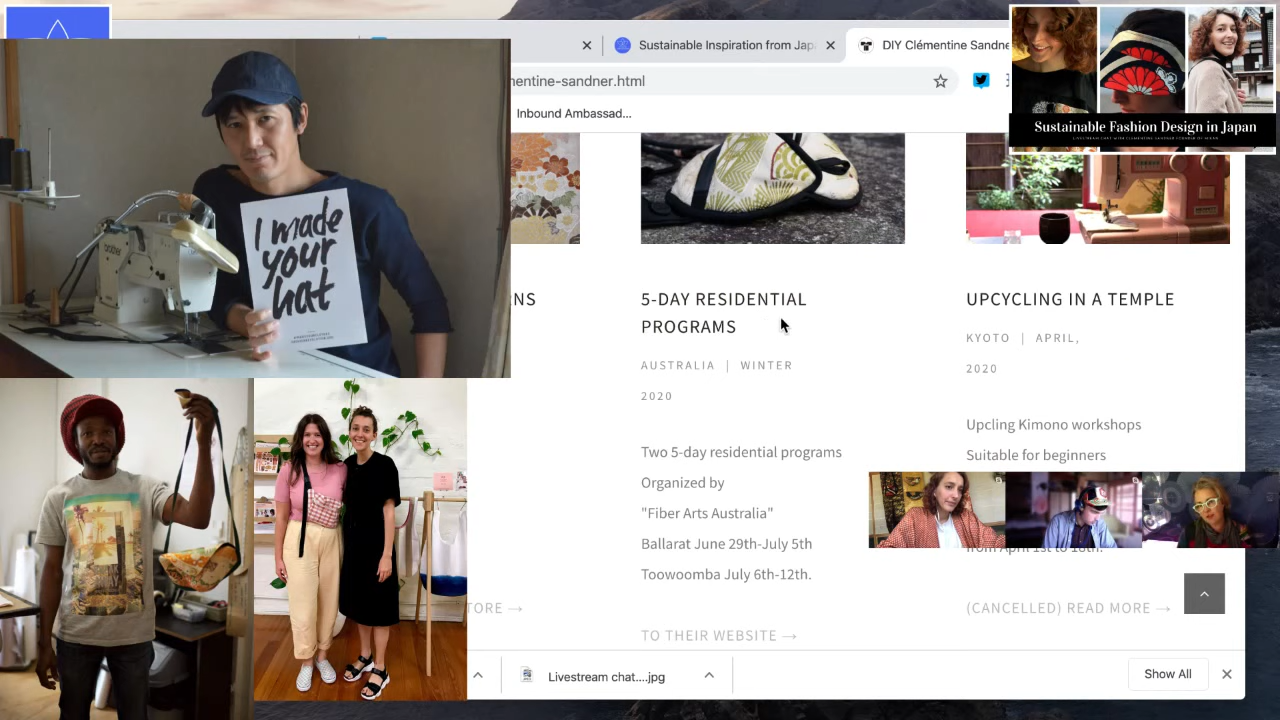 Sustainable Inspiration from Jap
DIY Clémentine Sandne
mentine-sandner.html
Inbound Ambassad...
Sustainable Fashion Design in Japan
I made
your
hat
brother
NS
5-DAY RESIDENTIAL
PROGRAMS
AUSTRALIA | WINTER
2020
Two 5-day residential programs
Organized by
"Fiber Arts Australia"
Ballarat June 29th-July 5th
Toowoomba July 6th-12th.
TO THEIR WEBSITE →
UPCYCLING IN A TEMPLE
KYOTO | APRIL,
2020
Upcling Kimono workshops
Suitable for beginners
from April 1st to 18th.
(CANCELLED) READ MORE →
TORE →
Livestream chat....jpg
Show All